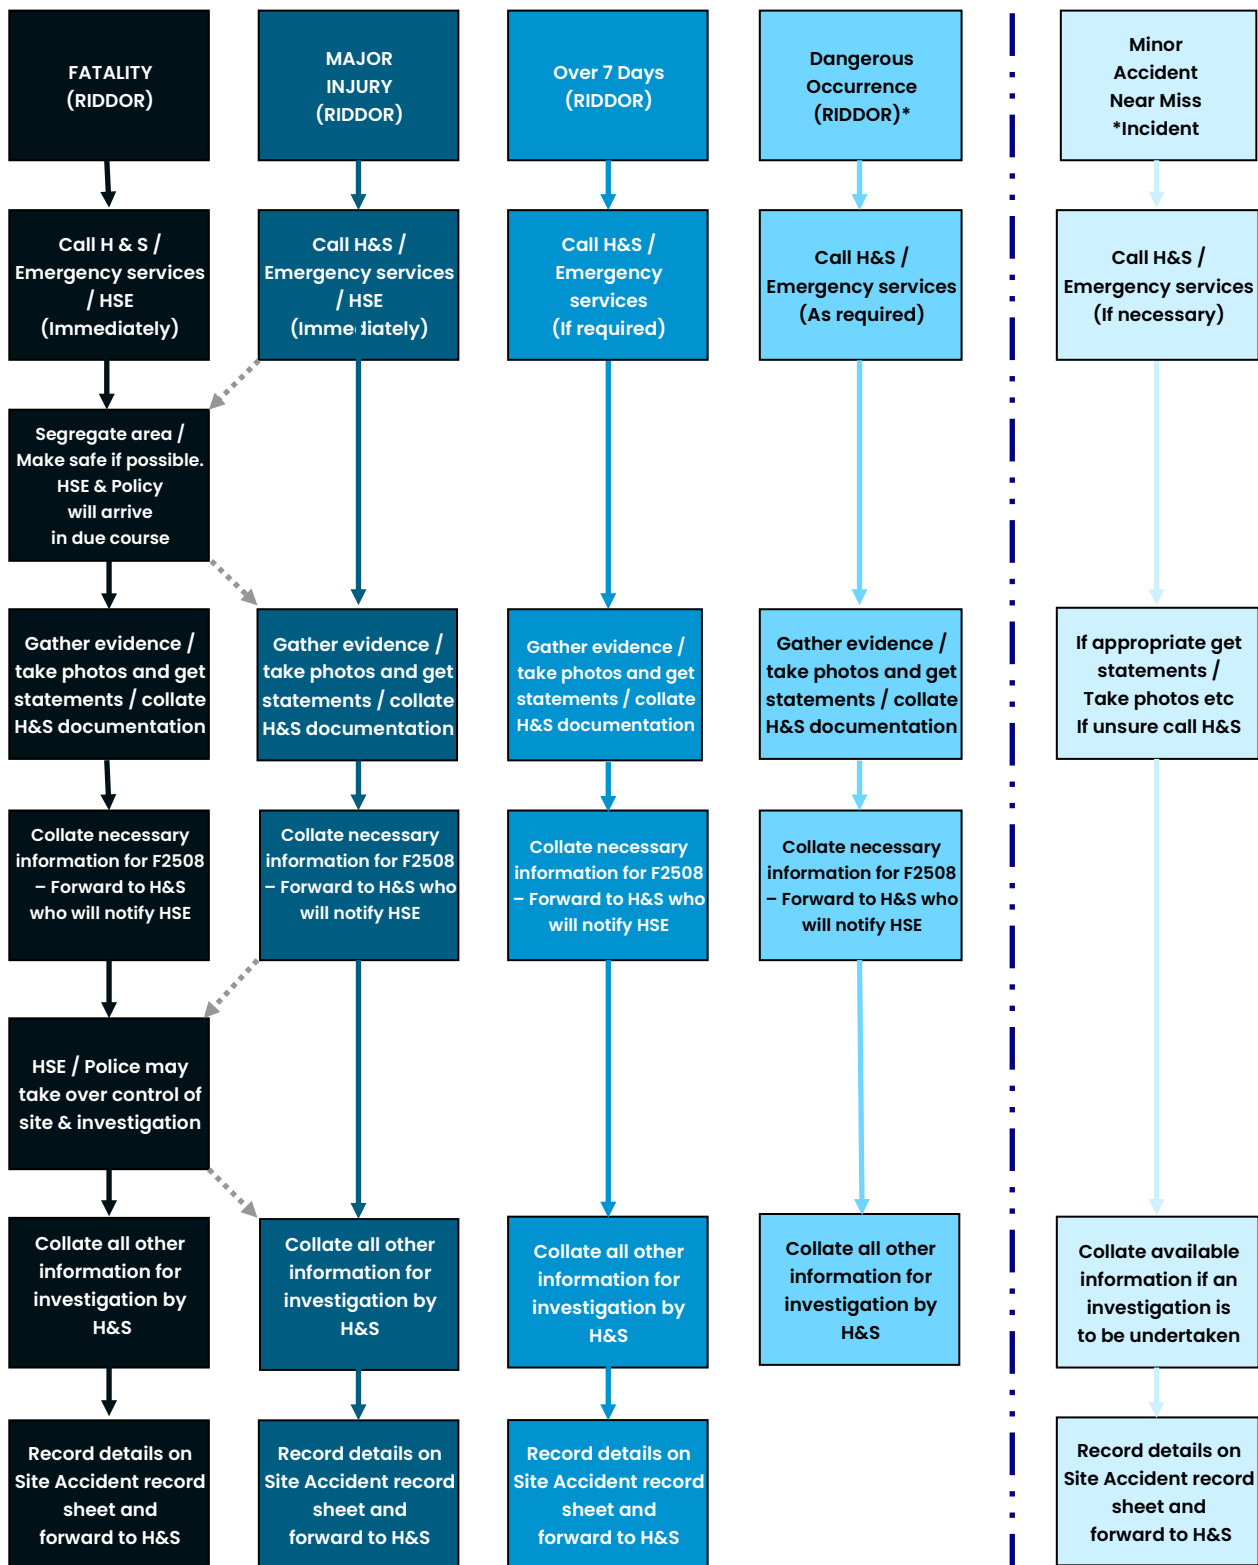 FATALITY
(RIDDOR)
MAJOR
INJURY
(RIDDOR)
Over 7 Days
(RIDDOR)
Dangerous
Occurrence
(RIDDOR)*
Minor
Accident
Near Miss
*Incident
Call H & S /
Emergency services
/ HSE
(Immediately)
Call H&S /
Emergency services
/ HSE
(Immediately)
Call H&S /
Emergency
services
(If required)
Call H&S /
Emergency services
(As required)
Call H&S /
Emergency services
(If necessary)
Segregate area /
Make safe if possible.
HSE & Policy
will arrive
in due course
Gather evidence /
take photos and get
statements / collate
H&S documentation
Gather evidence /
take photos and get
statements / collate
H&S documentation
Gather evidence /
take photos and get
statements / collate
H&S documentation
Gather evidence /
take photos and get
statements / collate
H&S documentation
If appropriate get
statements /
Take photos etc
If unsure call H&S
Collate necessary
information for F2508
– Forward to H&S
who will notify HSE
Collate necessary
information for F2508
– Forward to H&S who
will notify HSE
Collate necessary
information for F2508
– Forward to H&S who
will notify HSE
Collate necessary
information for F2508
– Forward to H&S who
will notify HSE
HSE / Police may
take over control of
site & investigation
Collate all other
information for
investigation by
H&S
Collate all other
information for
investigation by
H&S
Collate all other
information for
investigation by
H&S
Collate all other
information for
investigation by
H&S
Collate available
information if an
investigation is
to be undertaken
Record details on
Site Accident record
sheet and
forward to H&S
Record details on
Site Accident record
sheet and
forward to H&S
Record details on
Site Accident record
sheet and
forward to H&S
Record details on
Site Accident record
sheet and
forward to H&S